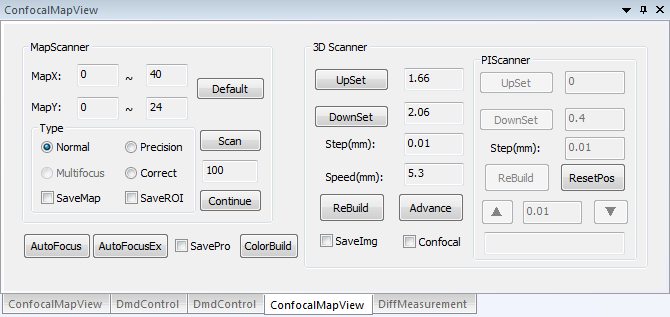 ConfocalMapView
MapScanner
MapX: 0 ~ 40
Default
MapY: 0 ~ 24
Type
Normal Precision
Scan
Multifocus Correct
100
SaveMap SaveROI
Continue
AutoFocus AutoFocusEx SavePro ColorBuild
3D Scanner
UpSet 1.66
DownSet 2.06
Step(mm): 0.01
Speed(mm): 5.3
ReBuild Advance
SaveImg Confocal
PIScanner
UpSet 0
DownSet 0.4
Step(mm): 0.01
ReBuild ResetPos
0.01
ConfocalMapView DmdControl DmdControl ConfocalMapView DiffMeasurement